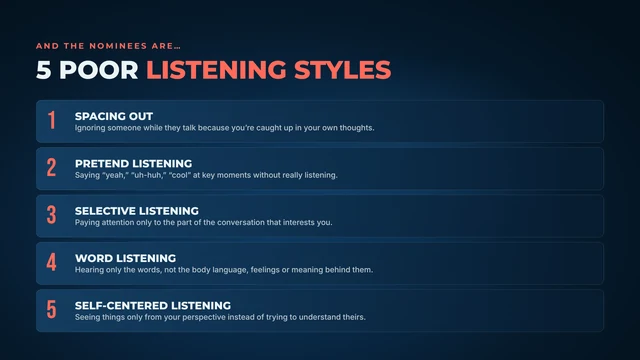 AND THE NOMINEES ARE…
5 POOR LISTENING STYLES
1
SPACING OUT
Ignoring someone while they talk because you're caught up in your own thoughts.
2
PRETEND LISTENING
Saying “yeah,” “uh-huh,” “cool” at key moments without really listening.
3
SELECTIVE LISTENING
Paying attention only to the part of the conversation that interests you.
4
WORD LISTENING
Hearing only the words, not the body language, feelings or meaning behind them.
5
SELF-CENTERED LISTENING
Seeing things only from your perspective instead of trying to understand theirs.